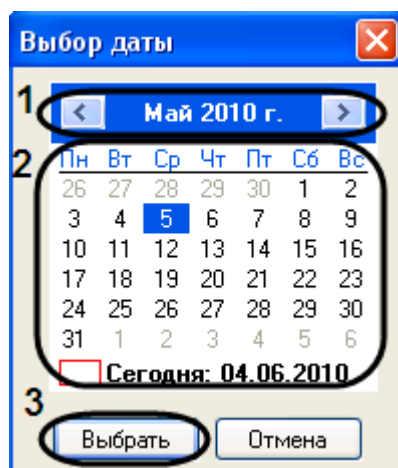 Выбор даты
1
Май 2010 г.
2
Пн Вт Ср Чт Пт Сб Вс
26 27 28 29 30 1 2
3 4 5 6 7 8 9
10 11 12 13 14 15 16
17 18 19 20 21 22 23
24 25 26 27 28 29 30
31 1 2 3 4 5 6
Сегодня: 04.06.2010
3
Выбрать Отмена